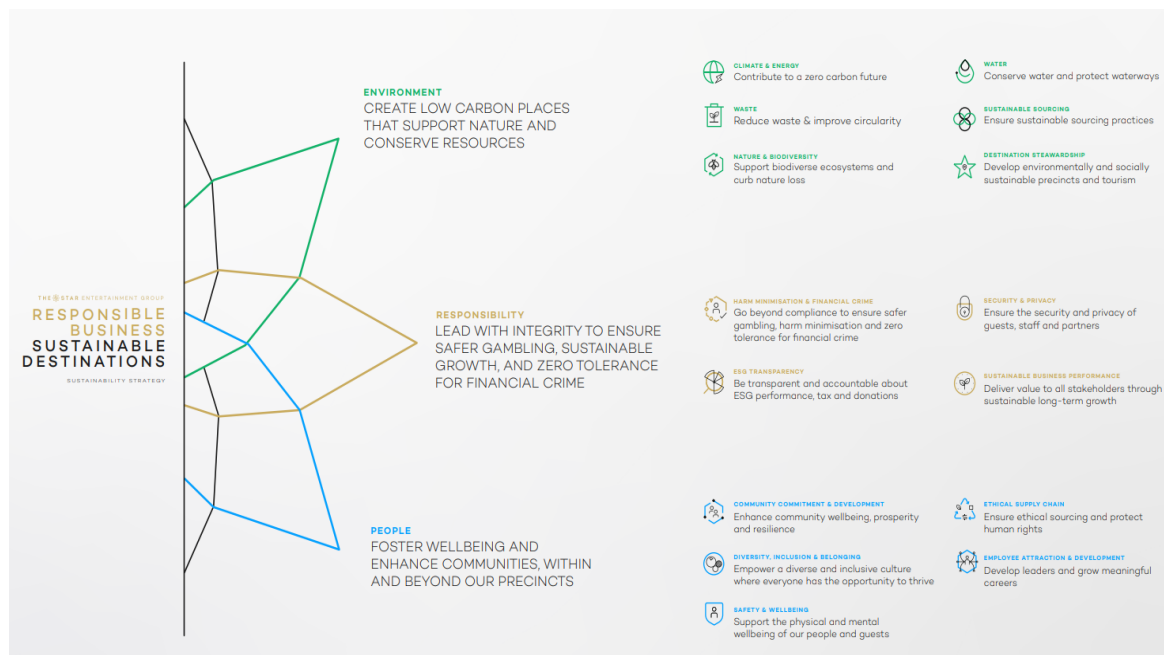 THE STAR ENTERTAINMENT GROUP
RESPONSIBLE
BUSINESS
SUSTAINABLE
DESTINATIONS
SUSTAINABILITY STRATEGY
ENVIRONMENT
CREATE LOW CARBON PLACES
THAT SUPPORT NATURE AND
CONSERVE RESOURCES
CLIMATE & ENERGY
Contribute to a zero carbon future
WATER
Conserve water and protect waterways
WASTE
Reduce waste & improve circularity
SUSTAINABLE SOURCING
Ensure sustainable sourcing practices
NATURE & BIODIVERSITY
Support biodiverse ecosystems and
curb nature loss
DESTINATION STEAWARDSHIP
Develop environmentally and socially
sustainable precincts and tourism
RESPONSIBILITY
LEAD WITH INTEGRITY TO ENSURE
SAFER GAMBLING, SUSTAINABLE
GROWTH, AND ZERO TOLERANCE
FOR FINANCIAL CRIME
HARM MINIMISATION & FINANCIAL CRIME
Go beyond compliance to ensure safer
gambling, harm minimisation and zero
tolerance for financial crime
SECURITY & PRIVACY
Ensure the security and privacy of
guests, staff and partners
ESG TRANSPARENCY
Be transparent and accountable about
ESG performance, tax and donations
SUSTAINABLE BUSINESS PERFORMANCE
Deliver value to all stakeholders through
sustainable long-term growth
PEOPLE
FOSTER WELLBEING AND
ENHANCE COMMUNITIES, WITHIN
AND BEYOND OUR PRECINCTS
COMMUNITY COMMITMENT & DEVELOPMENT
Enhance community wellbeing, prosperity
and resilience
ETHICAL SUPPLY CHAIN
Ensure ethical sourcing and protect
human rights
DIVERSITY, INCLUSION & BELONGING
Empower a diverse and inclusive culture
where everyone has the opportunity to thrive
EMPLOYEE ATTRACTION & DEVELOPMENT
Develop leaders and grow meaningful
careers
SAFETY & WELLBEING
Support the physical and mental
wellbeing of our people and guests